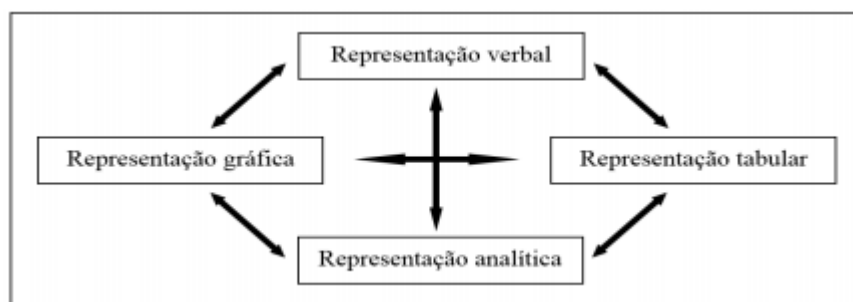 Representação verbal
Representação gráfica
Representação tabular
Representação analítica